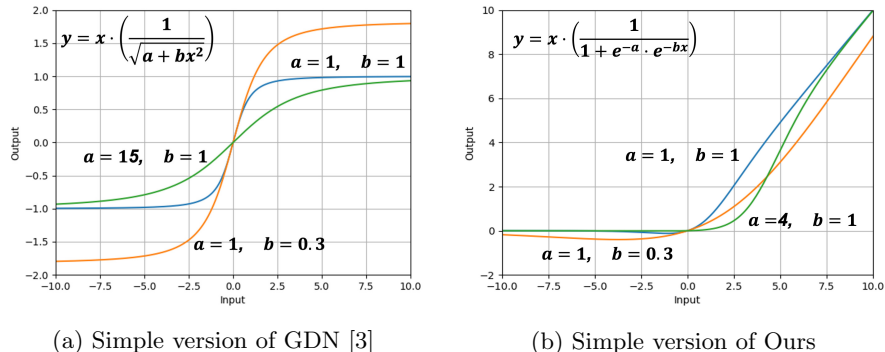 y = x · ( 1 / √(a + bx²) )
a = 1, b = 1
a = 15, b = 1
a = 1, b = 0.3
Output
2.0
1.5
1.0
0.5
0.0
−0.5
−1.0
−1.5
−2.0
−10.0 −7.5 −5.0 −2.5 0.0 2.5 5.0 7.5 10.0
Input
(a) Simple version of GDN [3]
y = x · ( 1 / (1 + e^{−a} · e^{−bx}) )
a = 1, b = 1
a =4, b = 1
a = 1, b = 0.3
Output
10
8
6
4
2
0
−2
−10.0 −7.5 −5.0 −2.5 0.0 2.5 5.0 7.5 10.0
Input
(b) Simple version of Ours